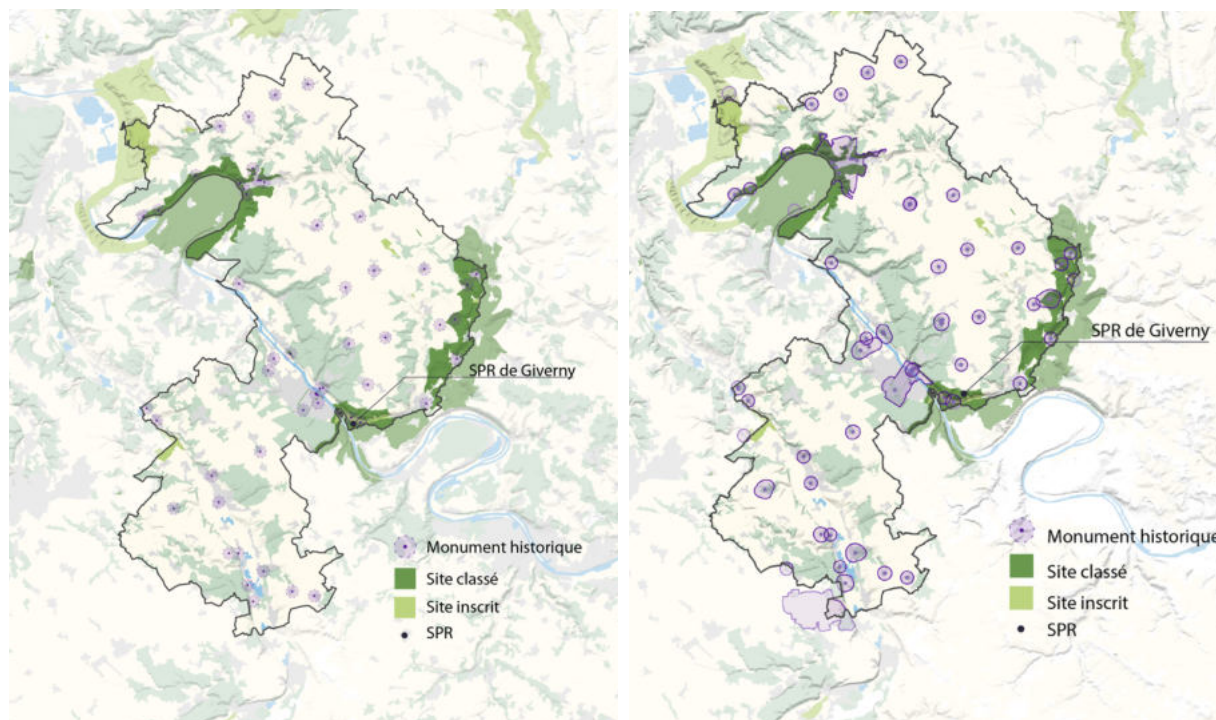 SPR de Giverny
Monument historique
Site classé
Site inscrit
SPR
SPR de Giverny
Monument historique
Site classé
Site inscrit
SPR